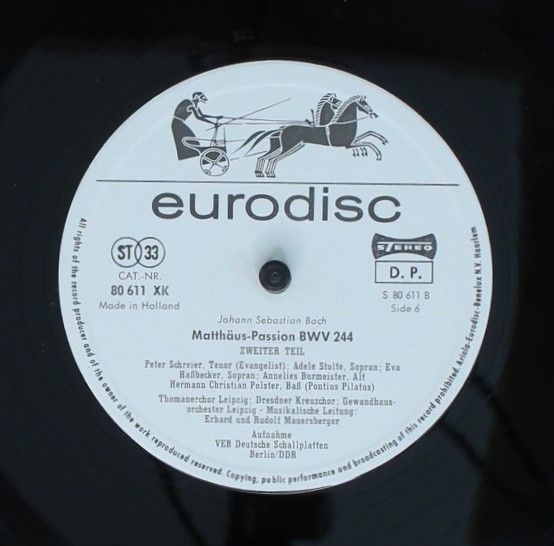 eurodisc
ST 33
CAT.-NR.
80 611 XK
Made in Holland
STEREO
D. P.
S 80 611 B
Side 6
Johann Sebastian Bach
Matthäus-Passion BWV 244
ZWEITER TEIL
Peter Schreier, Tenor (Evangelist); Adele Stolte, Sopran; Eva
Haßbecker, Sopran; Annelies Burmeister, Alt
Hermann Christian Polster, Baß (Pontius Pilatus)
Thomanerchor Leipzig; Dresdner Kreuzchor; Gewandhaus-
orchester Leipzig - Musikalische Leitung:
Erhard und Rudolf Mauersberger
Aufnahme
VEB Deutsche Schallplatten
Berlin/DDR
All rights of the record producer and of the owner of the work reproduced reserved. Copying, public performance and broadcasting of this record prohibited. Ariola-Eurodisc-Benelux N.V. Haarlem